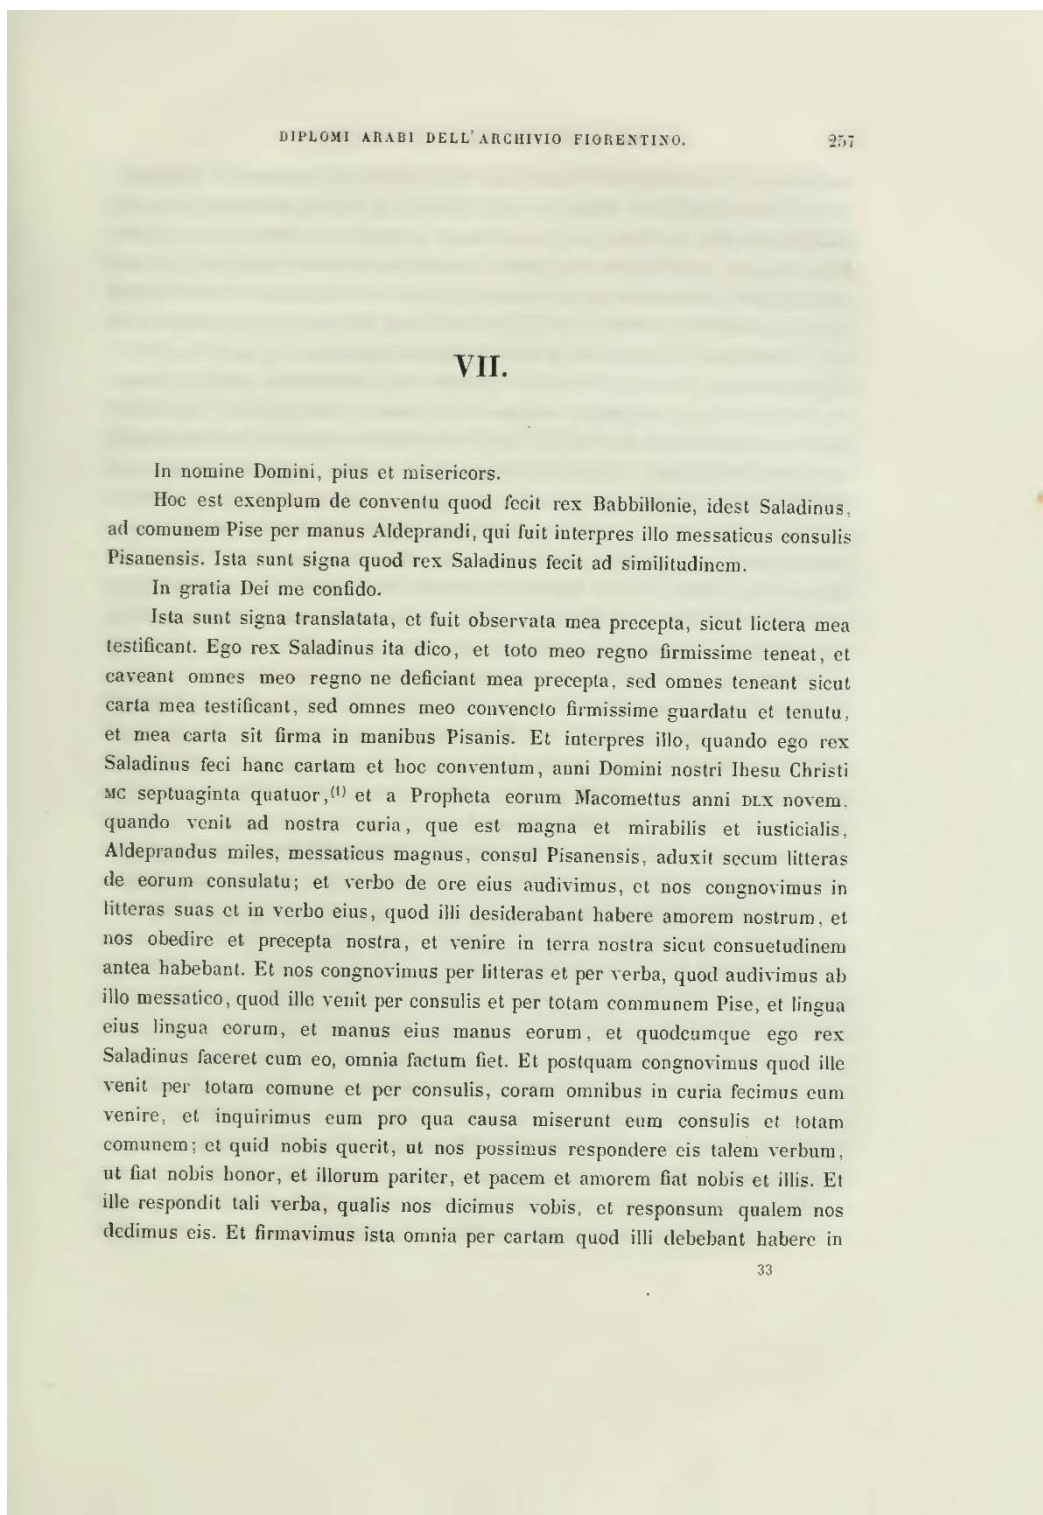 DIPLOMI ARABI DELL'ARCHIVIO FIORENTINO. 257
VII.
In nomine Domini, pius et misericors.
Hoc est exenplum de conventu quod fecit rex Babbillonie, idest Saladinus,
ad comunem Pise per manus Aldeprandi, qui fuit interpres illo messaticus consulis
Pisanensis. Ista sunt signa quod rex Saladinus fecit ad similitudinem.
In gratia Dei me confido.
Ista sunt signa translatata, et fuit observata mea precepta, sicut lictera mea
testificant. Ego rex Saladinus ita dico, et toto meo regno firmissime teneat, et
caveant omnes meo regno ne deficiant mea precepta, sed omnes teneant sicut
carta mea testificant, sed omnes meo convencto firmissime guardatu et tenutu,
et mea carta sit firma in manibus Pisanis. Et interpres illo, quando ego rex
Saladinus feci hanc cartam et hoc conventum, anni Domini nostri Ihesu Christi
MC septuaginta quatuor,(1) et a Propheta eorum Macomettus anni DLX novem,
quando venit ad nostra curia, que est magna et mirabilis et iusticialis,
Aldeprandus miles, messaticus magnus, consul Pisanensis, aduxit secum litteras
de eorum consulatu; et verbo de ore eius audivimus, et nos congnovimus in
litteras suas et in verbo eius, quod illi desiderabant habere amorem nostrum, et
nos obedire et precepta nostra, et venire in terra nostra sicut consuetudinem
antea habebant. Et nos congnovimus per litteras et per verba, quod audivimus ab
illo messatico, quod ille venit per consulis et per totam communem Pise, et lingua
eius lingua eorum, et manus eius manus eorum, et quodcumque ego rex
Saladinus faceret cum eo, omnia factum fiet. Et postquam congnovimus quod ille
venit per totam comune et per consulis, coram omnibus in curia fecimus eum
venire, et inquirimus eum pro qua causa miserunt eum consulis et totam
comunem; et quid nobis querit, ut nos possimus respondere eis talem verbum,
ut fiat nobis honor, et illorum pariter, et pacem et amorem fiat nobis et illis. Et
ille respondit tali verba, qualis nos dicimus vobis, et responsum qualem nos
dedimus eis. Et firmavimus ista omnia per cartam quod illi debebant habere in
33